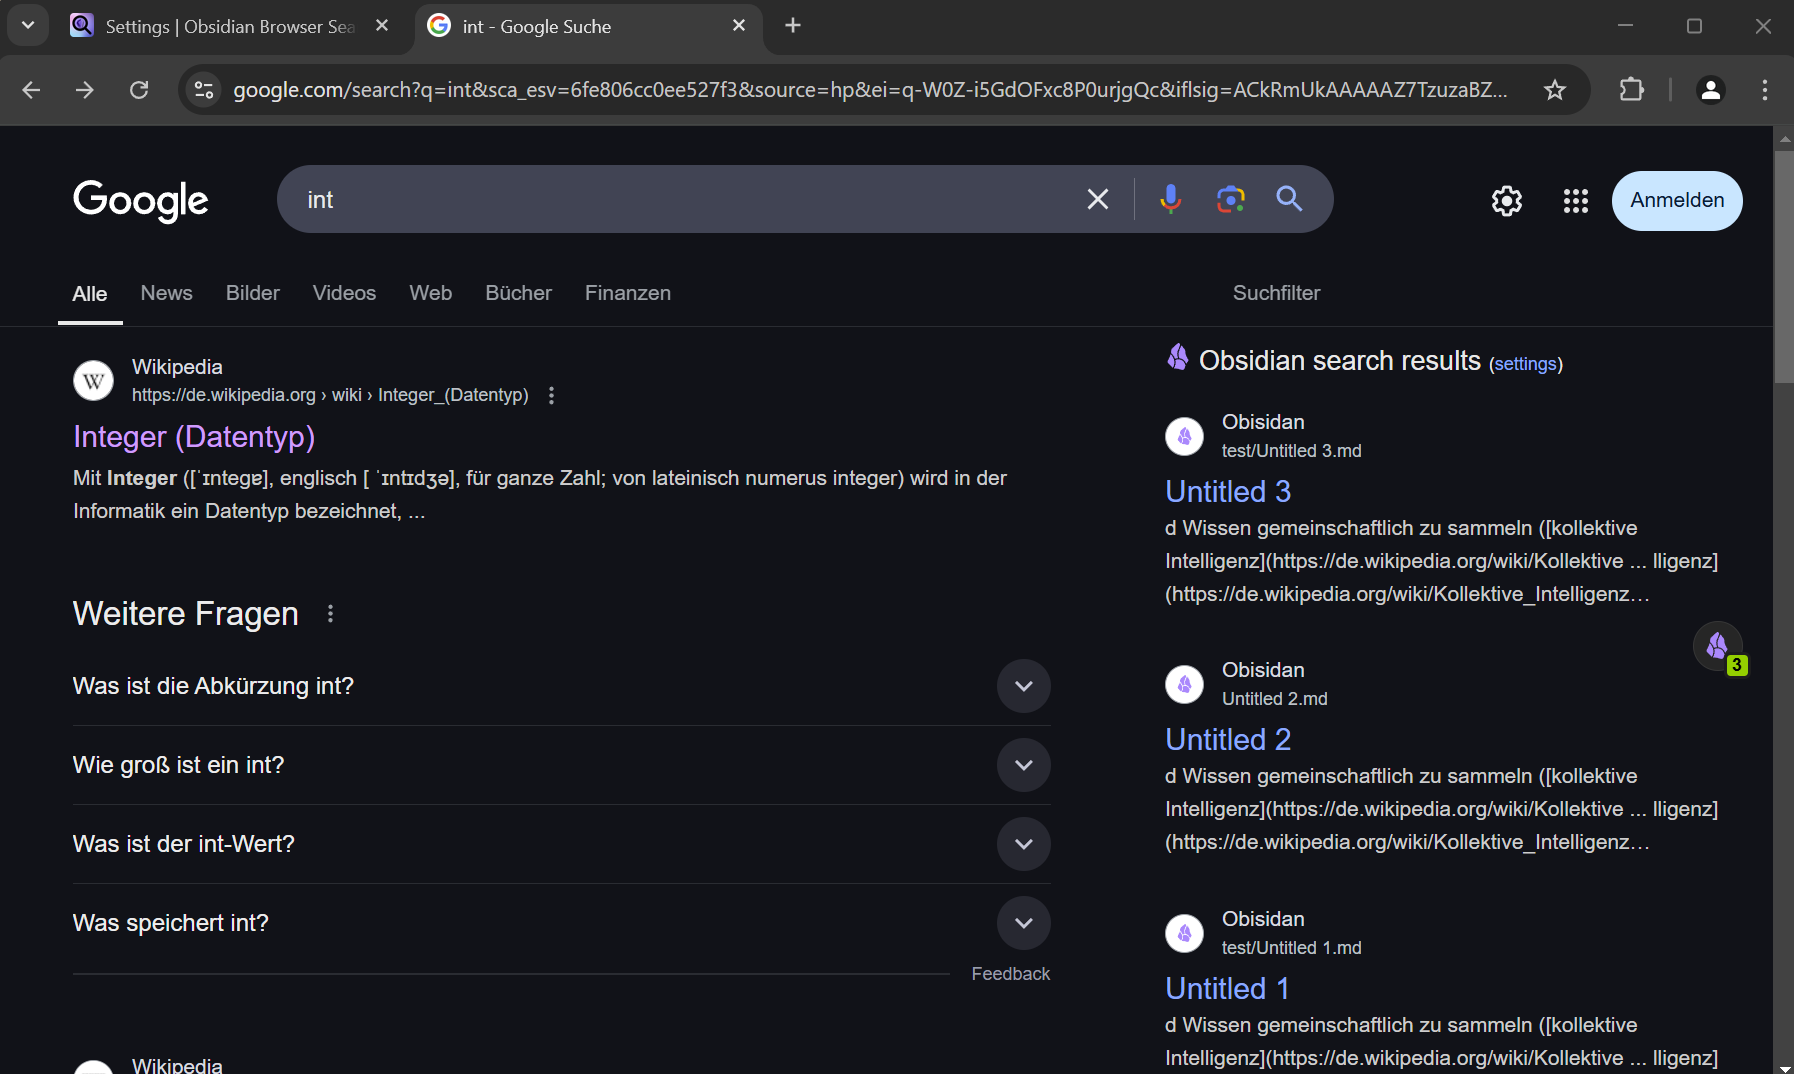 Settings | Obsidian Browser Sea
int - Google Suche
google.com/search?q=int&sca_esv=6fe806cc0ee527f3&source=hp&ei=q-W0Z-i5GdOFxc8P0urjgQc&iflsig=ACkRmUkAAAAAZ7TzuzaBZ...
Google
int
Anmelden
Alle
News
Bilder
Videos
Web
Bücher
Finanzen
Suchfilter
Wikipedia
https://de.wikipedia.org › wiki › Integer_(Datentyp)
Integer (Datentyp)
Mit Integer ([ˈɪnteɡɐ], englisch [ ˈɪntɪdʒə], für ganze Zahl; von lateinisch numerus integer) wird in der
Informatik ein Datentyp bezeichnet, ...
Weitere Fragen
Was ist die Abkürzung int?
Wie groß ist ein int?
Was ist der int-Wert?
Was speichert int?
Feedback
Wikipedia
Obsidian search results (settings)
Obisidan
test/Untitled 3.md
Untitled 3
d Wissen gemeinschaftlich zu sammeln ([kollektive
Intelligenz](https://de.wikipedia.org/wiki/Kollektive ... lligenz]
(https://de.wikipedia.org/wiki/Kollektive_Intelligenz…
3
Obisidan
Untitled 2.md
Untitled 2
d Wissen gemeinschaftlich zu sammeln ([kollektive
Intelligenz](https://de.wikipedia.org/wiki/Kollektive ... lligenz]
(https://de.wikipedia.org/wiki/Kollektive_Intelligenz…
Obisidan
test/Untitled 1.md
Untitled 1
d Wissen gemeinschaftlich zu sammeln ([kollektive
Intelligenz](https://de.wikipedia.org/wiki/Kollektive ... lligenz]